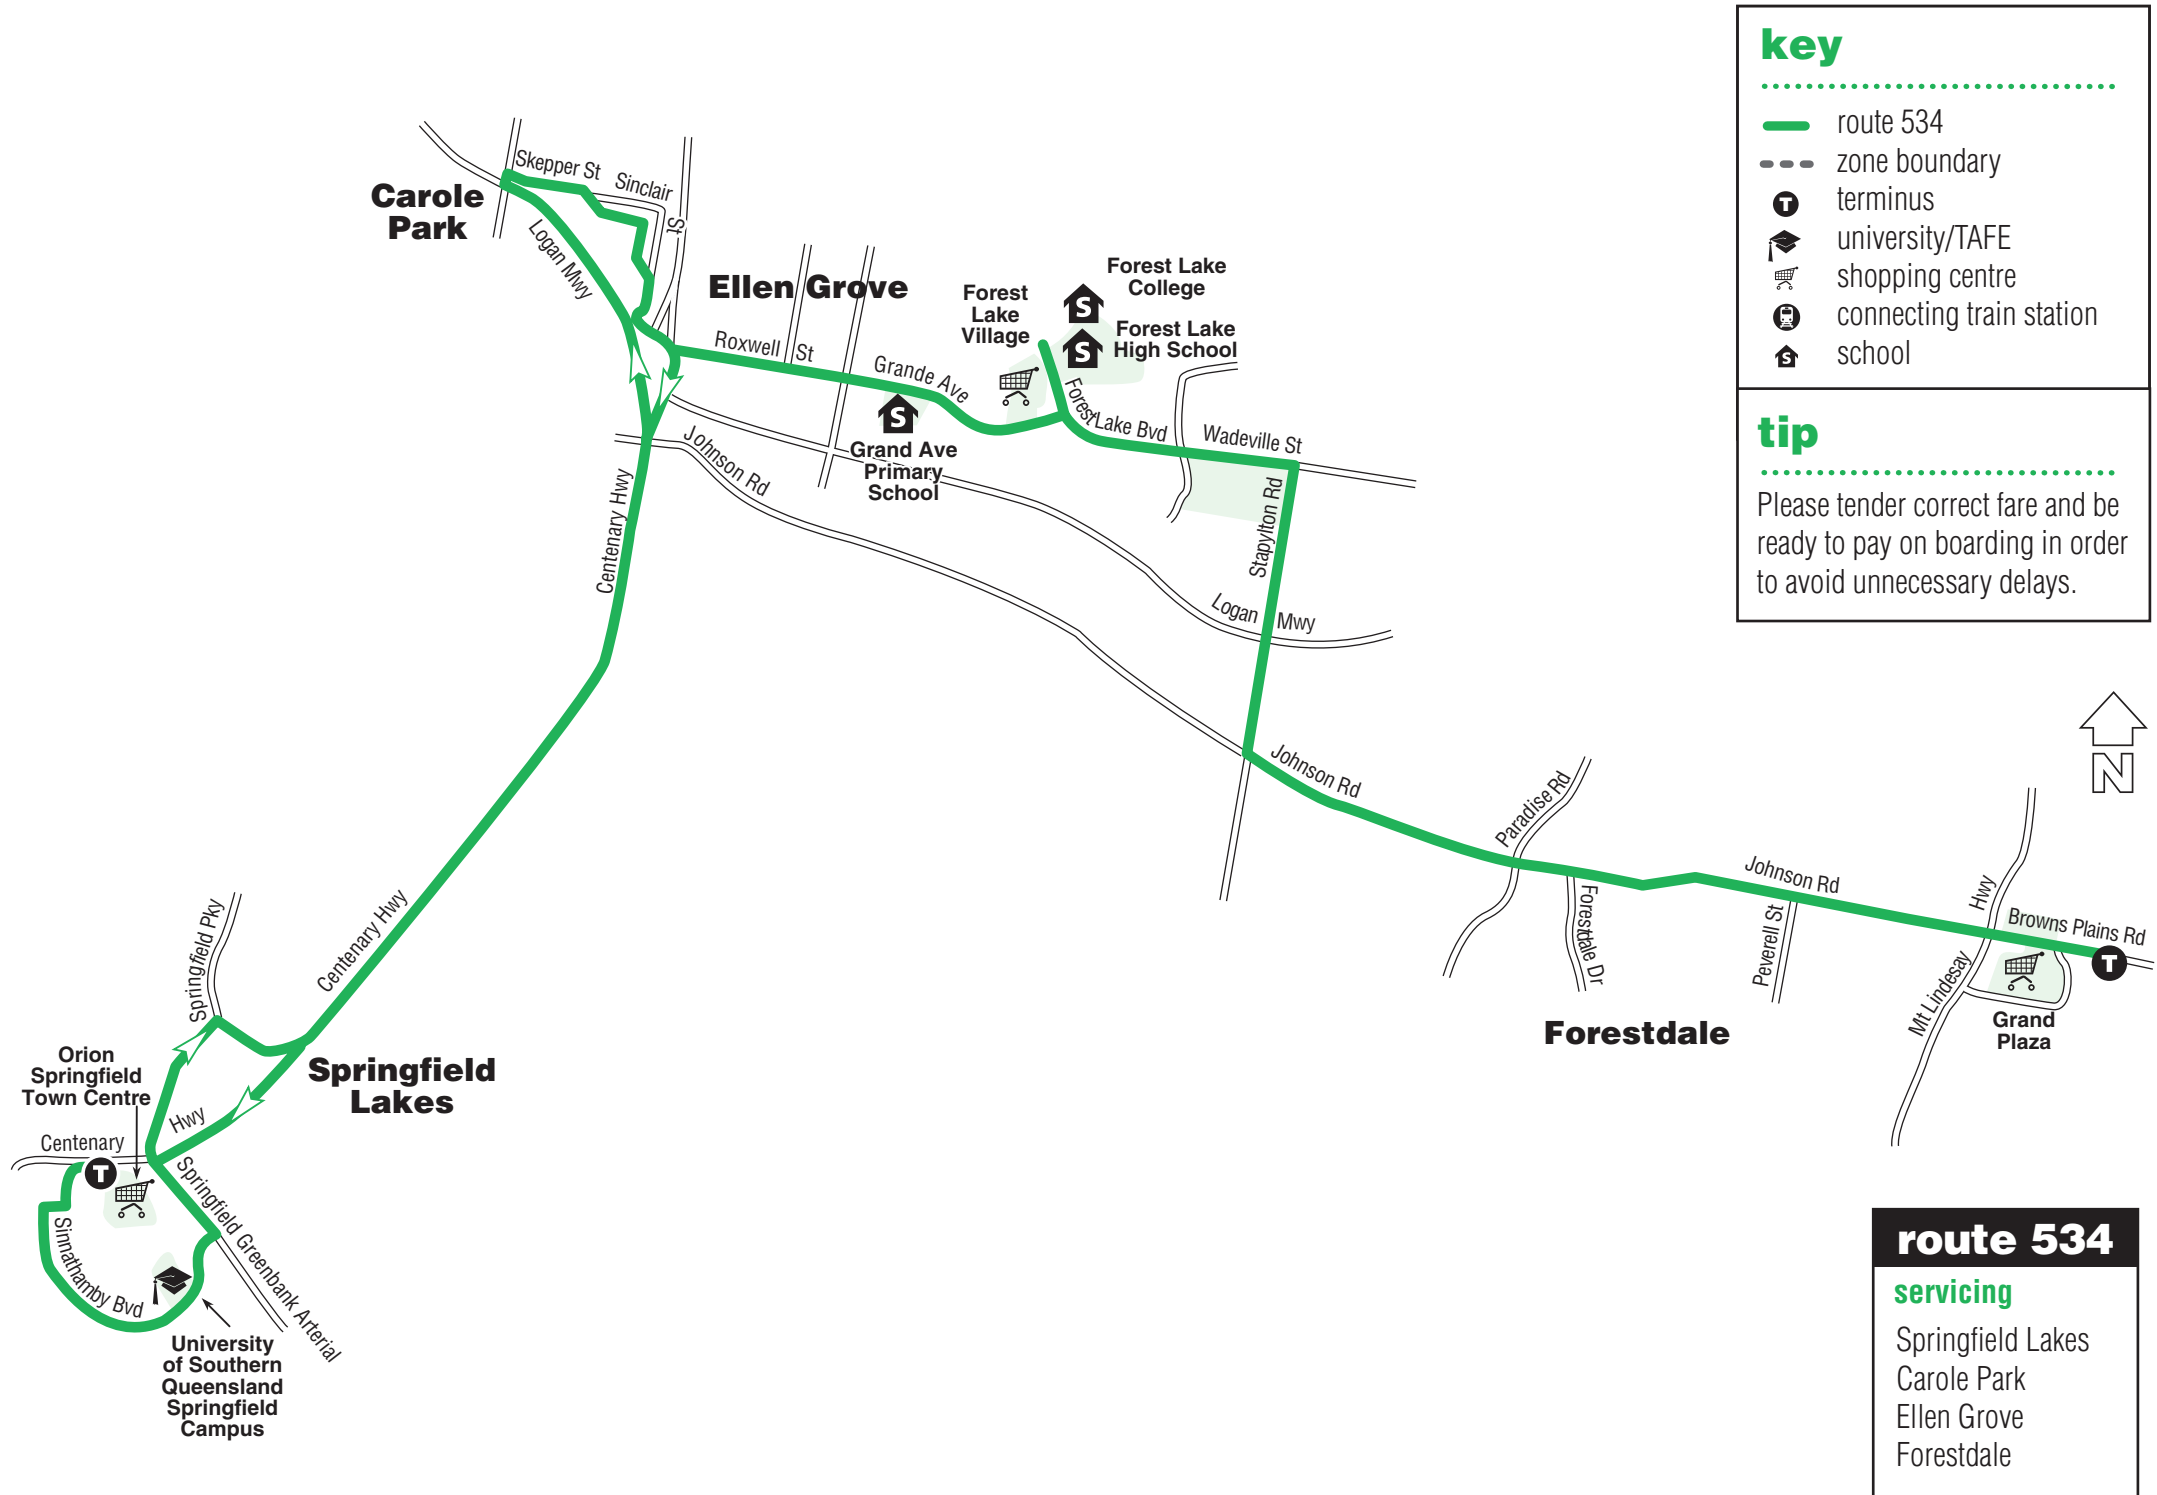 key
route 534
zone boundary
T
terminus
university/TAFE
shopping centre
connecting train station
S
school
tip
Please tender correct fare and be
ready to pay on boarding in order
to avoid unnecessary delays.
N
Skepper St
Sinclair
St
Carole
Park
Logan Mwy
Ellen Grove
Roxwell St
Grande Ave
Forest
Lake
Village
Forest Lake
College
S
Forest Lake
High School
S
Forest Lake Bvd
Wadeville St
S
Grand Ave
Primary
School
Johnson Rd
Centenary Hwy
Stapylton Rd
Logan Mwy
Johnson Rd
Paradise Rd
Forestdale Dr
Johnson Rd
Peverell St
Hwy
Mt Lindesay
Browns Plains Rd
T
Grand
Plaza
Forestdale
Springfield Pky
Centenary Hwy
Springfield
Lakes
Orion
Springfield
Town Centre
Hwy
Centenary
T
Springfield Greenbank Arterial
Sinnathamby Bvd
University
of Southern
Queensland
Springfield
Campus
route 534
servicing
Springfield Lakes
Carole Park
Ellen Grove
Forestdale